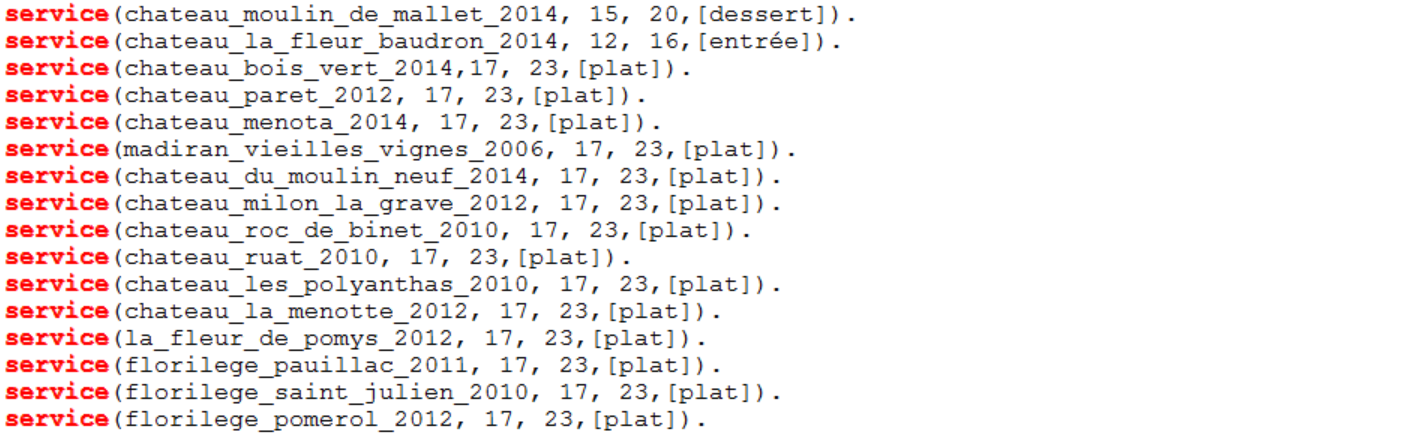 service(chateau_moulin_de_mallet_2014, 15, 20,[dessert]).
service(chateau_la_fleur_baudron_2014, 12, 16,[entrée]).
service(chateau_bois_vert_2014,17, 23,[plat]).
service(chateau_paret_2012, 17, 23,[plat]).
service(chateau_menota_2014, 17, 23,[plat]).
service(madiran_vieilles_vignes_2006, 17, 23,[plat]).
service(chateau_du_moulin_neuf_2014, 17, 23,[plat]).
service(chateau_milon_la_grave_2012, 17, 23,[plat]).
service(chateau_roc_de_binet_2010, 17, 23,[plat]).
service(chateau_ruat_2010, 17, 23,[plat]).
service(chateau_les_polyanthas_2010, 17, 23,[plat]).
service(chateau_la_menotte_2012, 17, 23,[plat]).
service(la_fleur_de_pomys_2012, 17, 23,[plat]).
service(florilege_pauillac_2011, 17, 23,[plat]).
service(florilege_saint_julien_2010, 17, 23,[plat]).
service(florilege_pomerol_2012, 17, 23,[plat]).